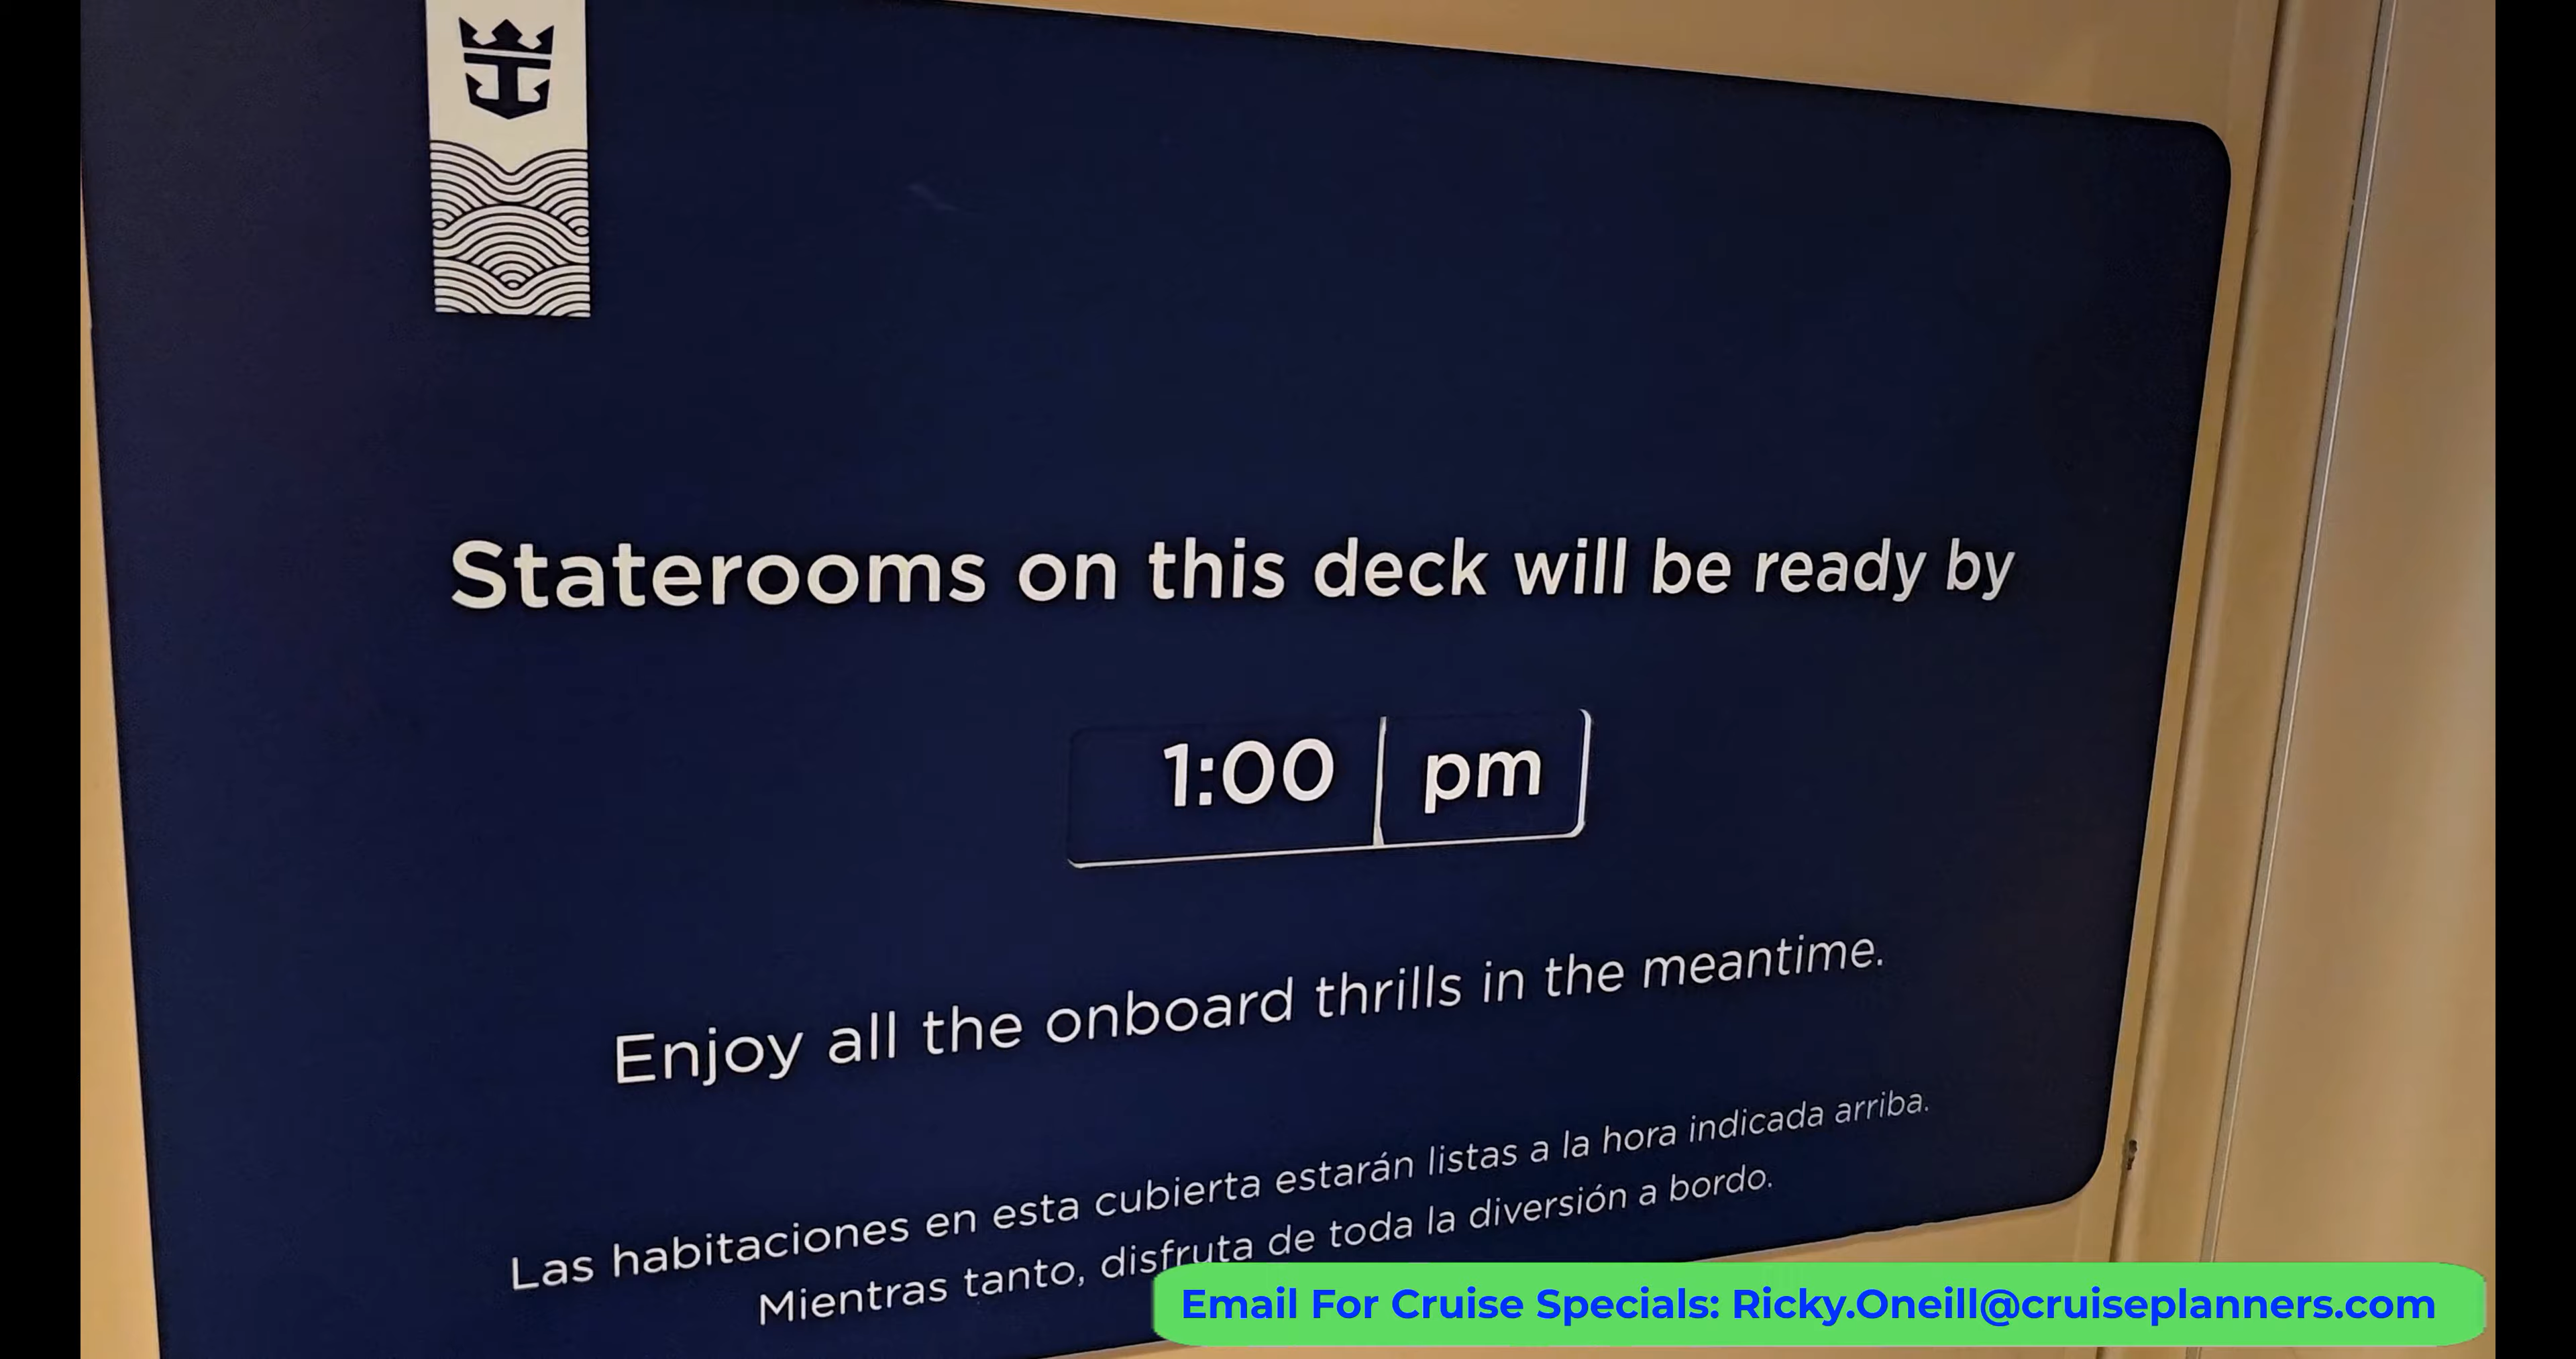 Staterooms on this deck will be ready by
1:00 pm
Enjoy all the onboard thrills in the meantime.
Las habitaciones en esta cubierta estarán listas a la hora indicada arriba.
Mientras tanto, disfruta de toda la diversión a bordo.
Email For Cruise Specials: Ricky.Oneill@cruiseplanners.com